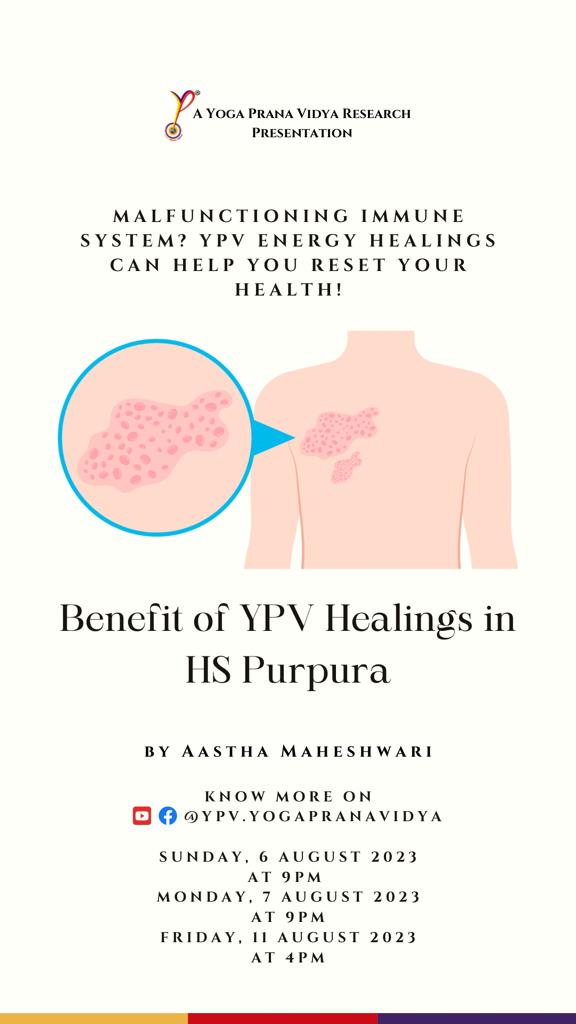 A Yoga Prana Vidya Research
Presentation
MALFUNCTIONING IMMUNE
SYSTEM? YPV ENERGY HEALINGS
CAN HELP YOU RESET YOUR
HEALTH!
Benefit of YPV Healings in
HS Purpura
BY AASTHA MAHESHWARI
KNOW MORE ON
@YPV.YOGAPRANAVIDYA
SUNDAY, 6 AUGUST 2023
AT 9PM
MONDAY, 7 AUGUST 2023
AT 9PM
FRIDAY, 11 AUGUST 2023
AT 4PM